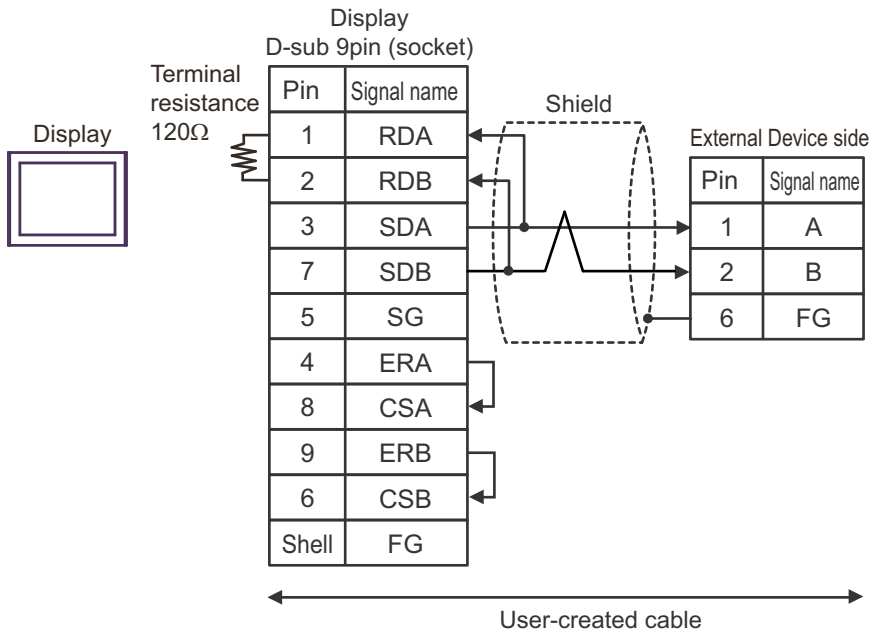 Display
D-sub 9pin (socket)
Terminal
resistance
120Ω
Display
Pin Signal name
1 RDA
2 RDB
3 SDA
7 SDB
5 SG
4 ERA
8 CSA
9 ERB
6 CSB
Shell FG
Shield
External Device side
Pin Signal name
1 A
2 B
6 FG
User-created cable